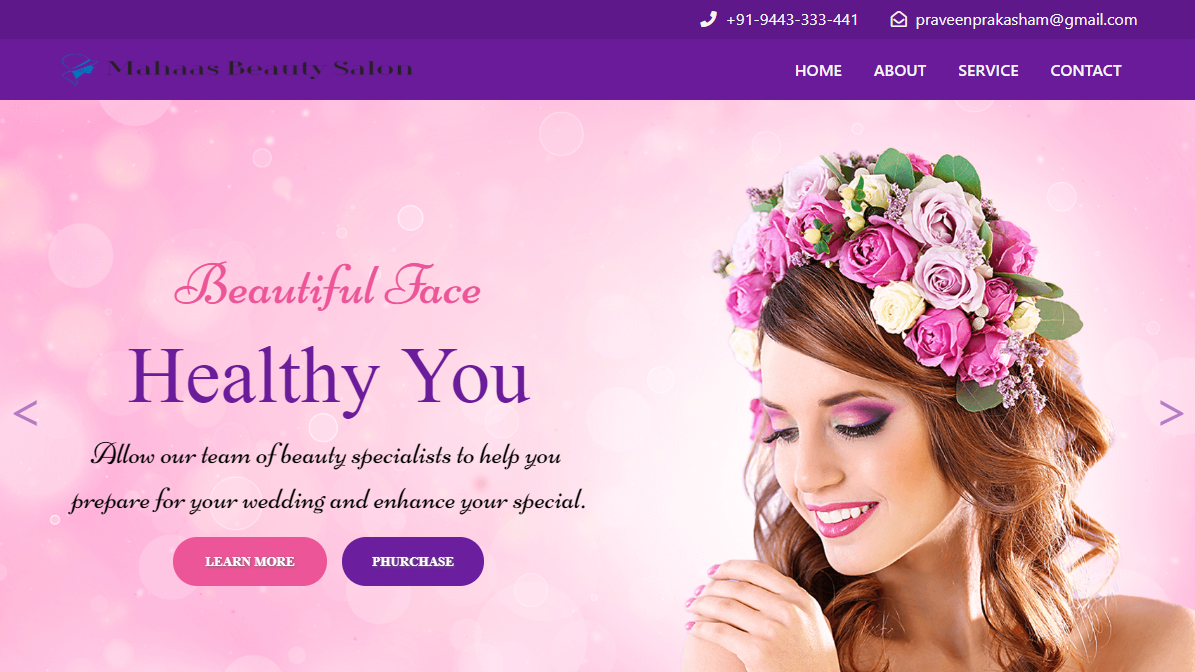 +91-9443-333-441 praveenprakasham@gmail.com
Mahaas Beauty Salon
HOME ABOUT SERVICE CONTACT
Beautiful Face
Healthy You
<
>
Allow our team of beauty specialists to help you
prepare for your wedding and enhance your special.
LEARN MORE PHURCHASE